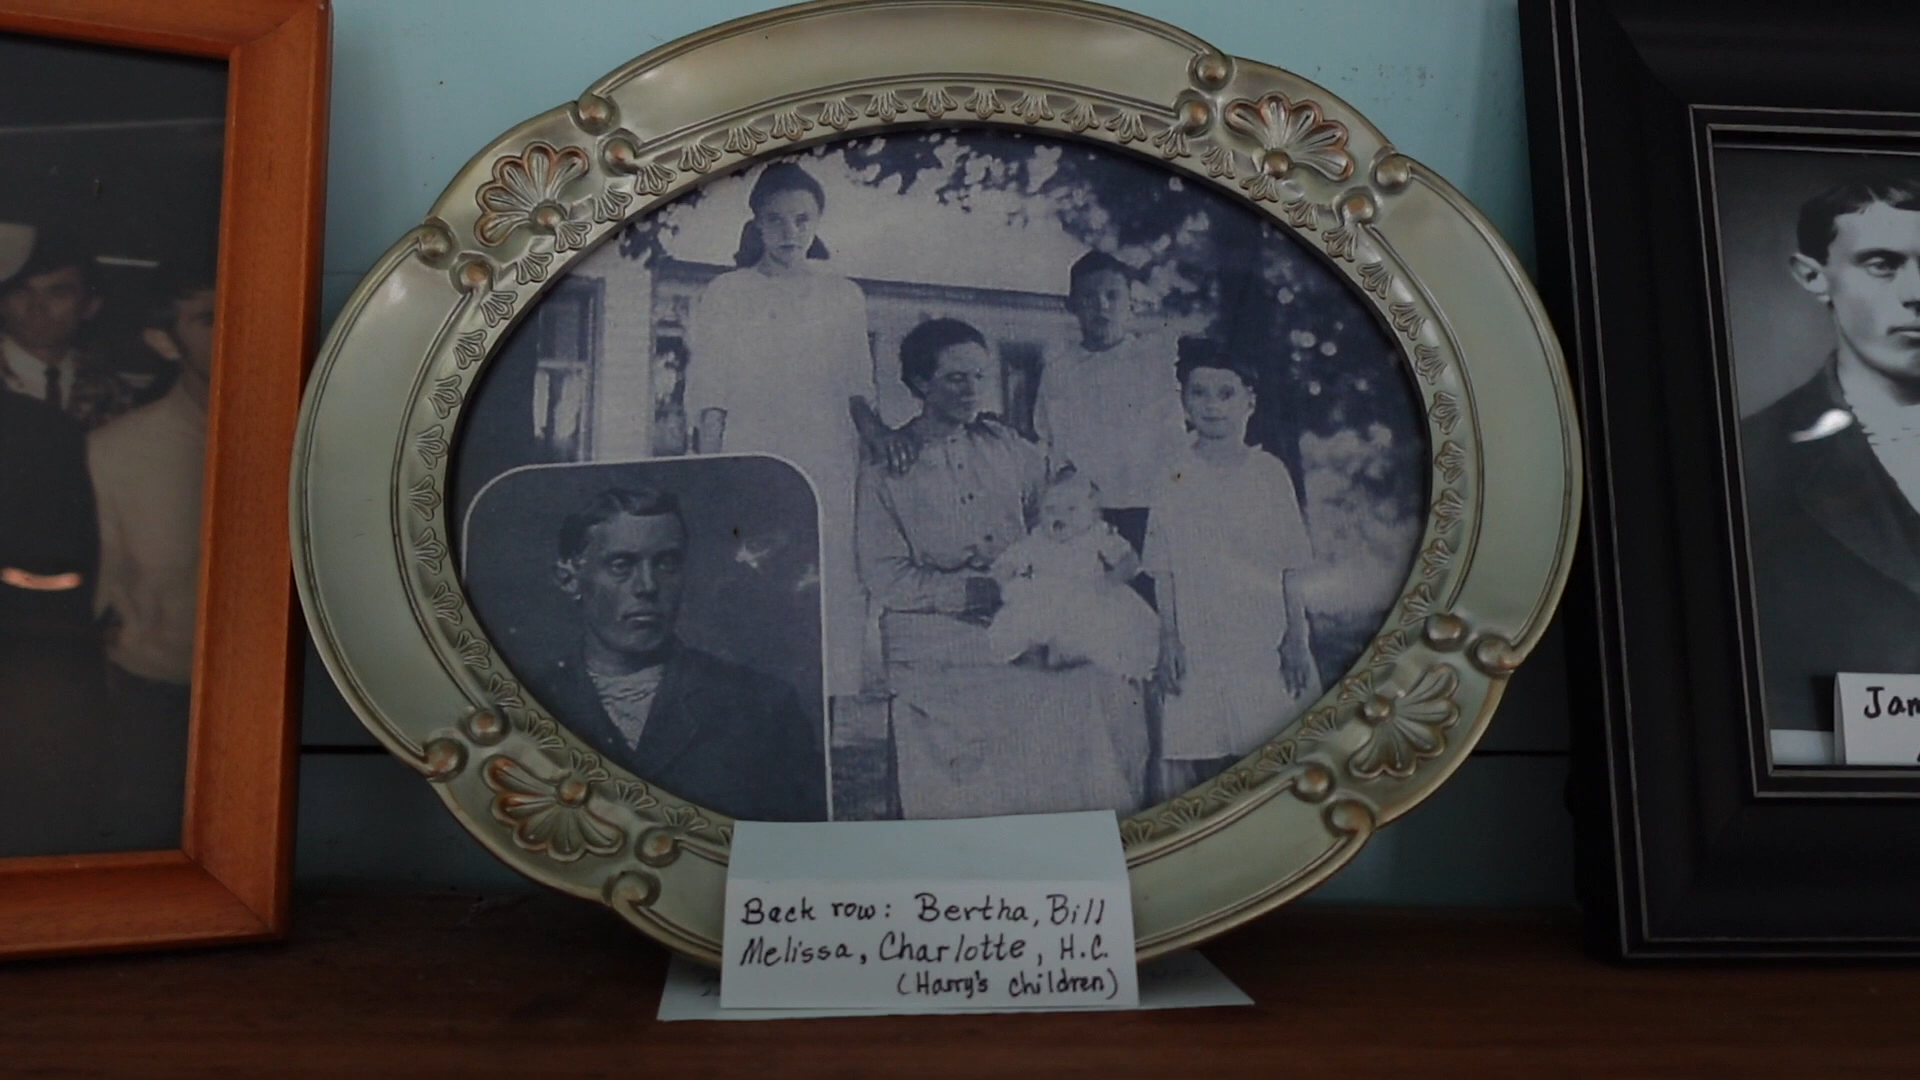 Back row: Bertha, Bill
Melissa, Charlotte, H.C.
(Harry's children)
Jam